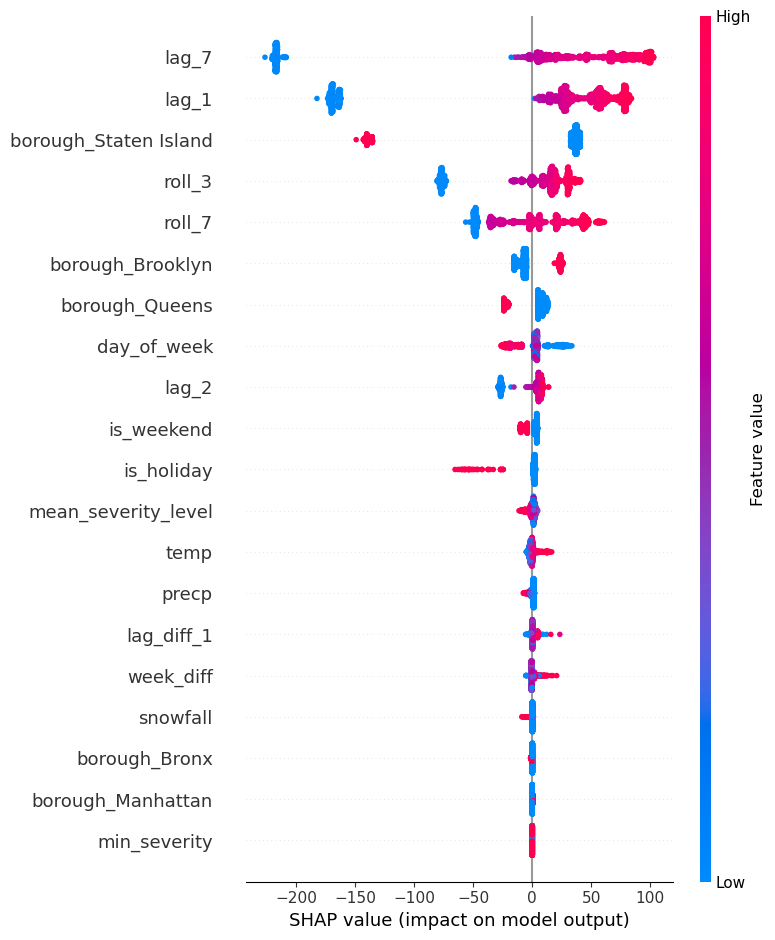 High
lag_7
lag_1
borough_Staten Island
roll_3
roll_7
borough_Brooklyn
borough_Queens
day_of_week
lag_2
is_weekend
is_holiday
mean_severity_level
temp
precp
lag_diff_1
week_diff
snowfall
borough_Bronx
borough_Manhattan
min_severity
Feature value
Low
−200 −150 −100 −50 0 50 100
SHAP value (impact on model output)